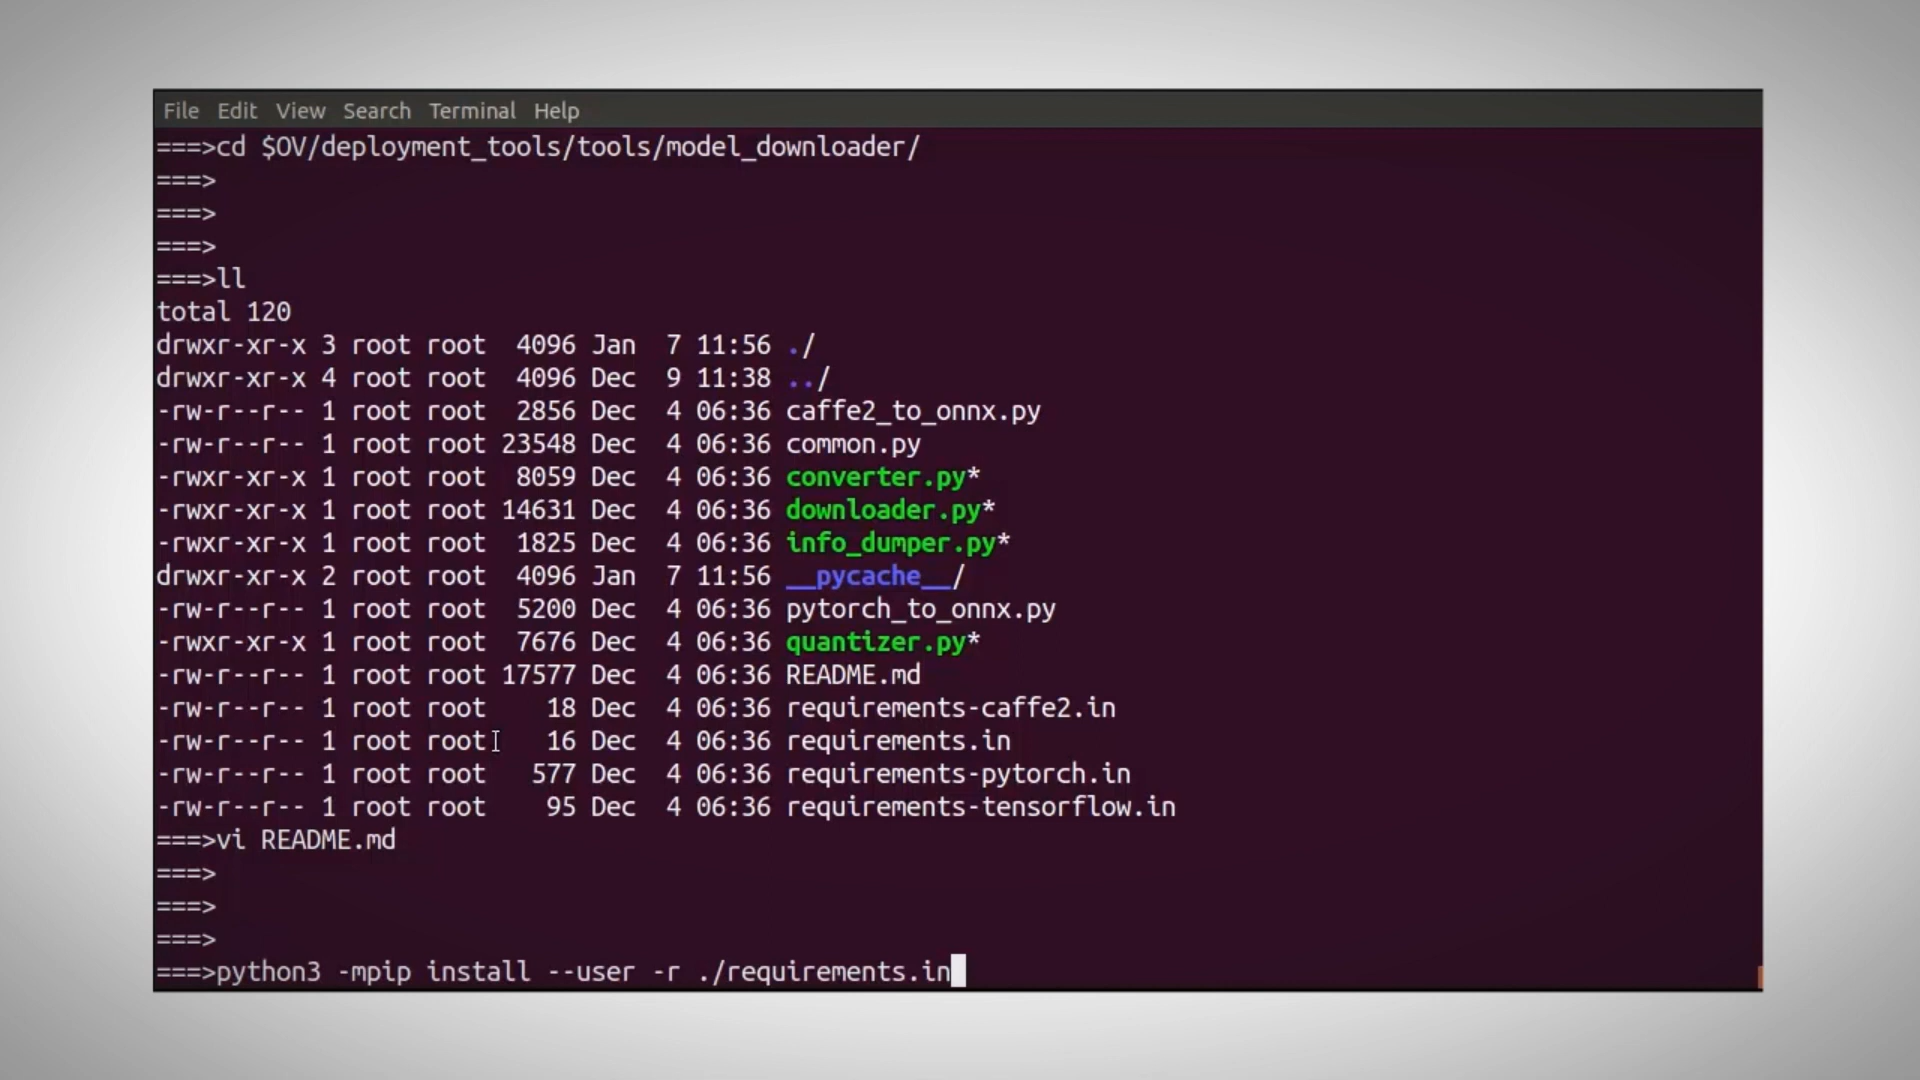 File Edit View Search Terminal Help
===>cd $OV/deployment_tools/tools/model_downloader/
===>
===>
===>
===>ll
total 120
drwxr-xr-x 3 root root  4096 Jan  7 11:56 ./
drwxr-xr-x 4 root root  4096 Dec  9 11:38 ../
-rw-r--r-- 1 root root  2856 Dec  4 06:36 caffe2_to_onnx.py
-rw-r--r-- 1 root root 23548 Dec  4 06:36 common.py
-rwxr-xr-x 1 root root  8059 Dec  4 06:36 converter.py*
-rwxr-xr-x 1 root root 14631 Dec  4 06:36 downloader.py*
-rwxr-xr-x 1 root root  1825 Dec  4 06:36 info_dumper.py*
drwxr-xr-x 2 root root  4096 Jan  7 11:56 __pycache__/
-rw-r--r-- 1 root root  5200 Dec  4 06:36 pytorch_to_onnx.py
-rwxr-xr-x 1 root root  7676 Dec  4 06:36 quantizer.py*
-rw-r--r-- 1 root root 17577 Dec  4 06:36 README.md
-rw-r--r-- 1 root root    18 Dec  4 06:36 requirements-caffe2.in
-rw-r--r-- 1 root root    16 Dec  4 06:36 requirements.in
-rw-r--r-- 1 root root   577 Dec  4 06:36 requirements-pytorch.in
-rw-r--r-- 1 root root    95 Dec  4 06:36 requirements-tensorflow.in
===>vi README.md
===>
===>
===>
===>python3 -mpip install --user -r ./requirements.in